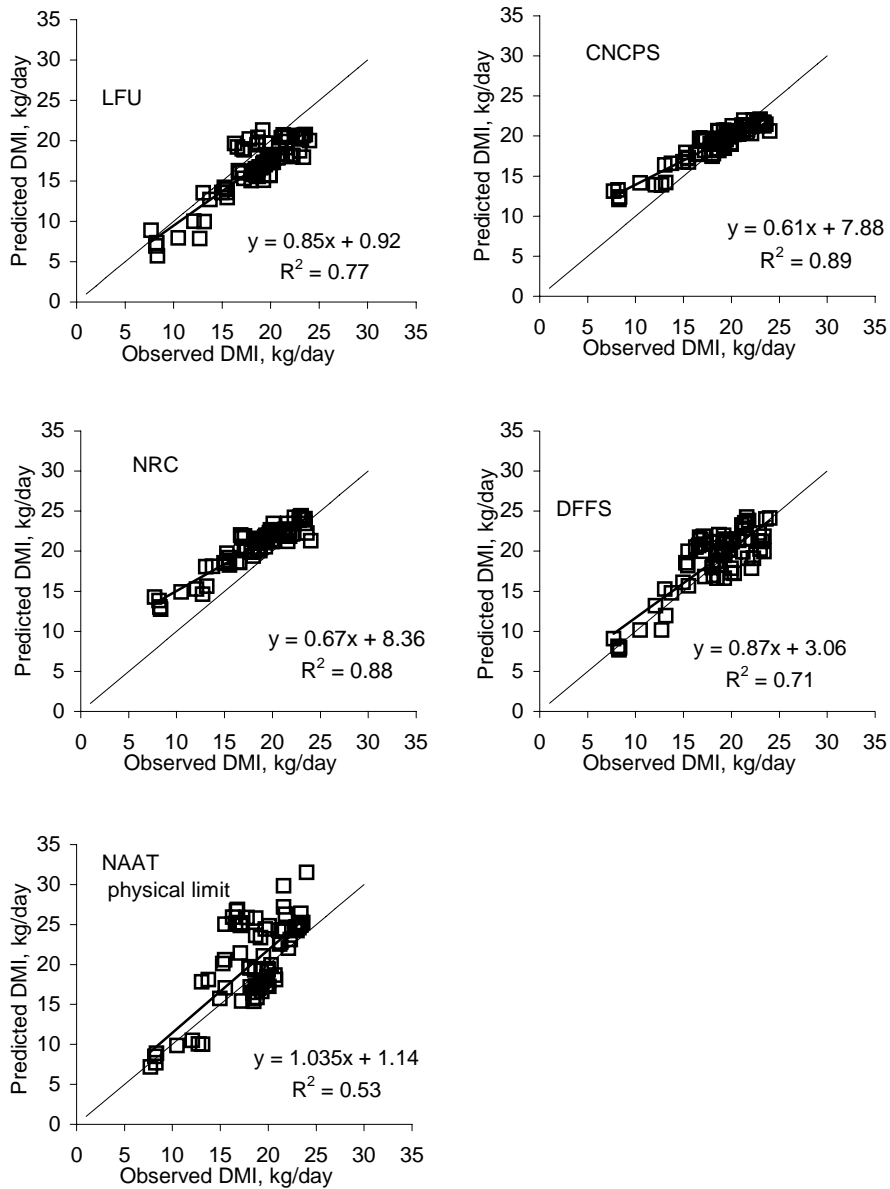 LFU
Predicted DMI, kg/day
35
30
25
20
15
10
5
0
y = 0.85x + 0.92
R² = 0.77
0 5 10 15 20 25 30 35
Observed DMI, kg/day
CNCPS
Predicted DMI, kg/day
35
30
25
20
15
10
5
0
y = 0.61x + 7.88
R² = 0.89
0 5 10 15 20 25 30 35
Observed DMI, kg/day
NRC
Predicted DMI, kg/day
35
30
25
20
15
10
5
0
y = 0.67x + 8.36
R² = 0.88
0 5 10 15 20 25 30 35
Observed DMI, kg/day
DFFS
Predicted DMI, kg/day
35
30
25
20
15
10
5
0
y = 0.87x + 3.06
R² = 0.71
0 5 10 15 20 25 30 35
Observed DMI, kg/day
NAAT
physical limit
Predicted DMI, kg/day
35
30
25
20
15
10
5
0
y = 1.035x + 1.14
R² = 0.53
0 5 10 15 20 25 30 35
Observed DMI, kg/day